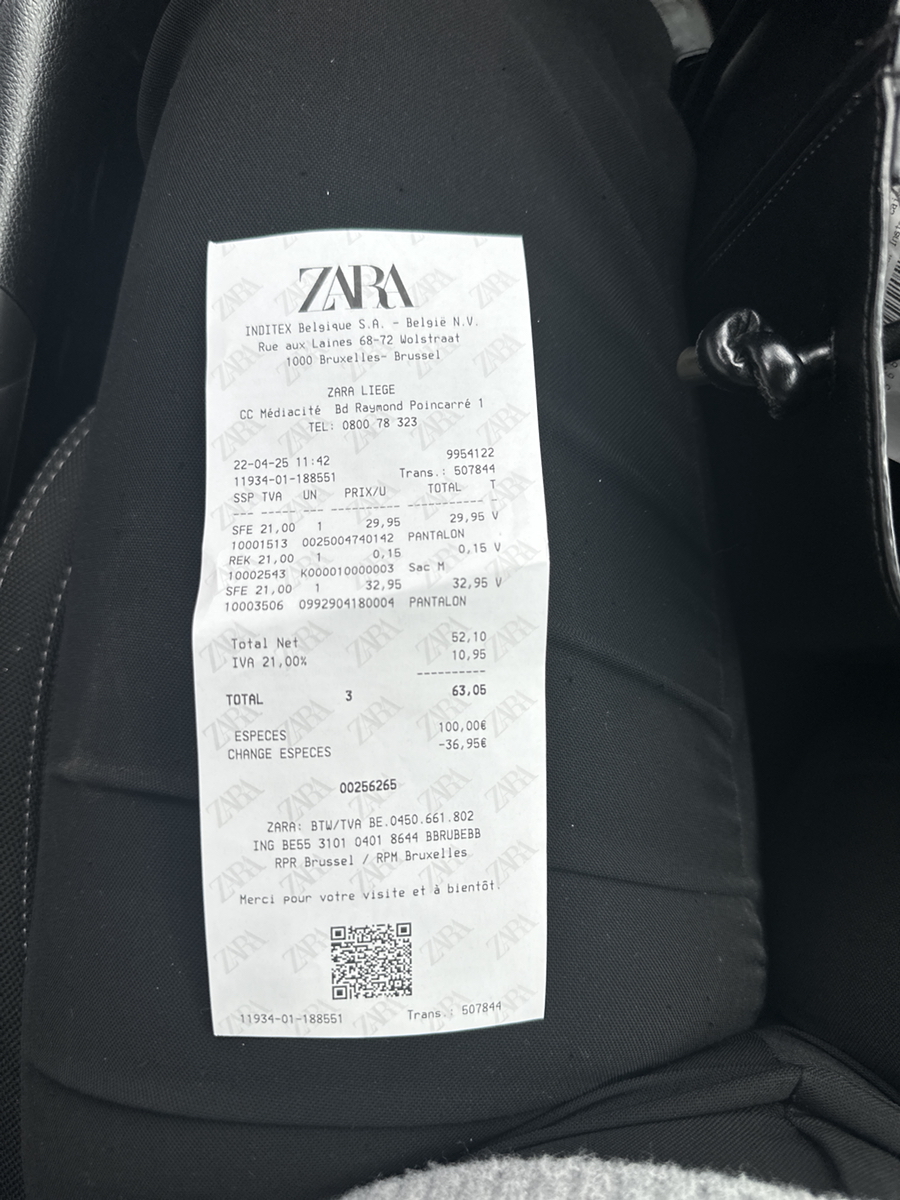 ZARA
INDITEX Belgique S.A. - België N.V.
Rue aux Laines 68-72 Wolstraat
1000 Bruxelles- Brussel
ZARA LIEGE
CC Médiacité Bd Raymond Poincarré 1
TEL: 0800 78 323
22-04-25 11:42 9954122
11934-01-188551 Trans.: 507844
SSP TVA UN PRIX/U TOTAL T
--- ----- --- ---------- ----------- -
SFE 21,00 1 29,95 29,95 V
10001513 0025004740142 PANTALON
REK 21,00 1 0,15 0,15 V
10002543 K000010000003 Sac M
SFE 21,00 1 32,95 32,95 V
10003506 0992904180004 PANTALON
Total Net 52,10
IVA 21,00% 10,95
----------
TOTAL 3 63,05
ESPECES 100,00€
CHANGE ESPECES -36,95€
00256265
ZARA: BTW/TVA BE.0450.661.802
ING BE55 3101 0401 8644 BBRUBEBB
RPR Brussel / RPM Bruxelles
Merci pour votre visite et à bientôt.
11934-01-188551 Trans.: 507844